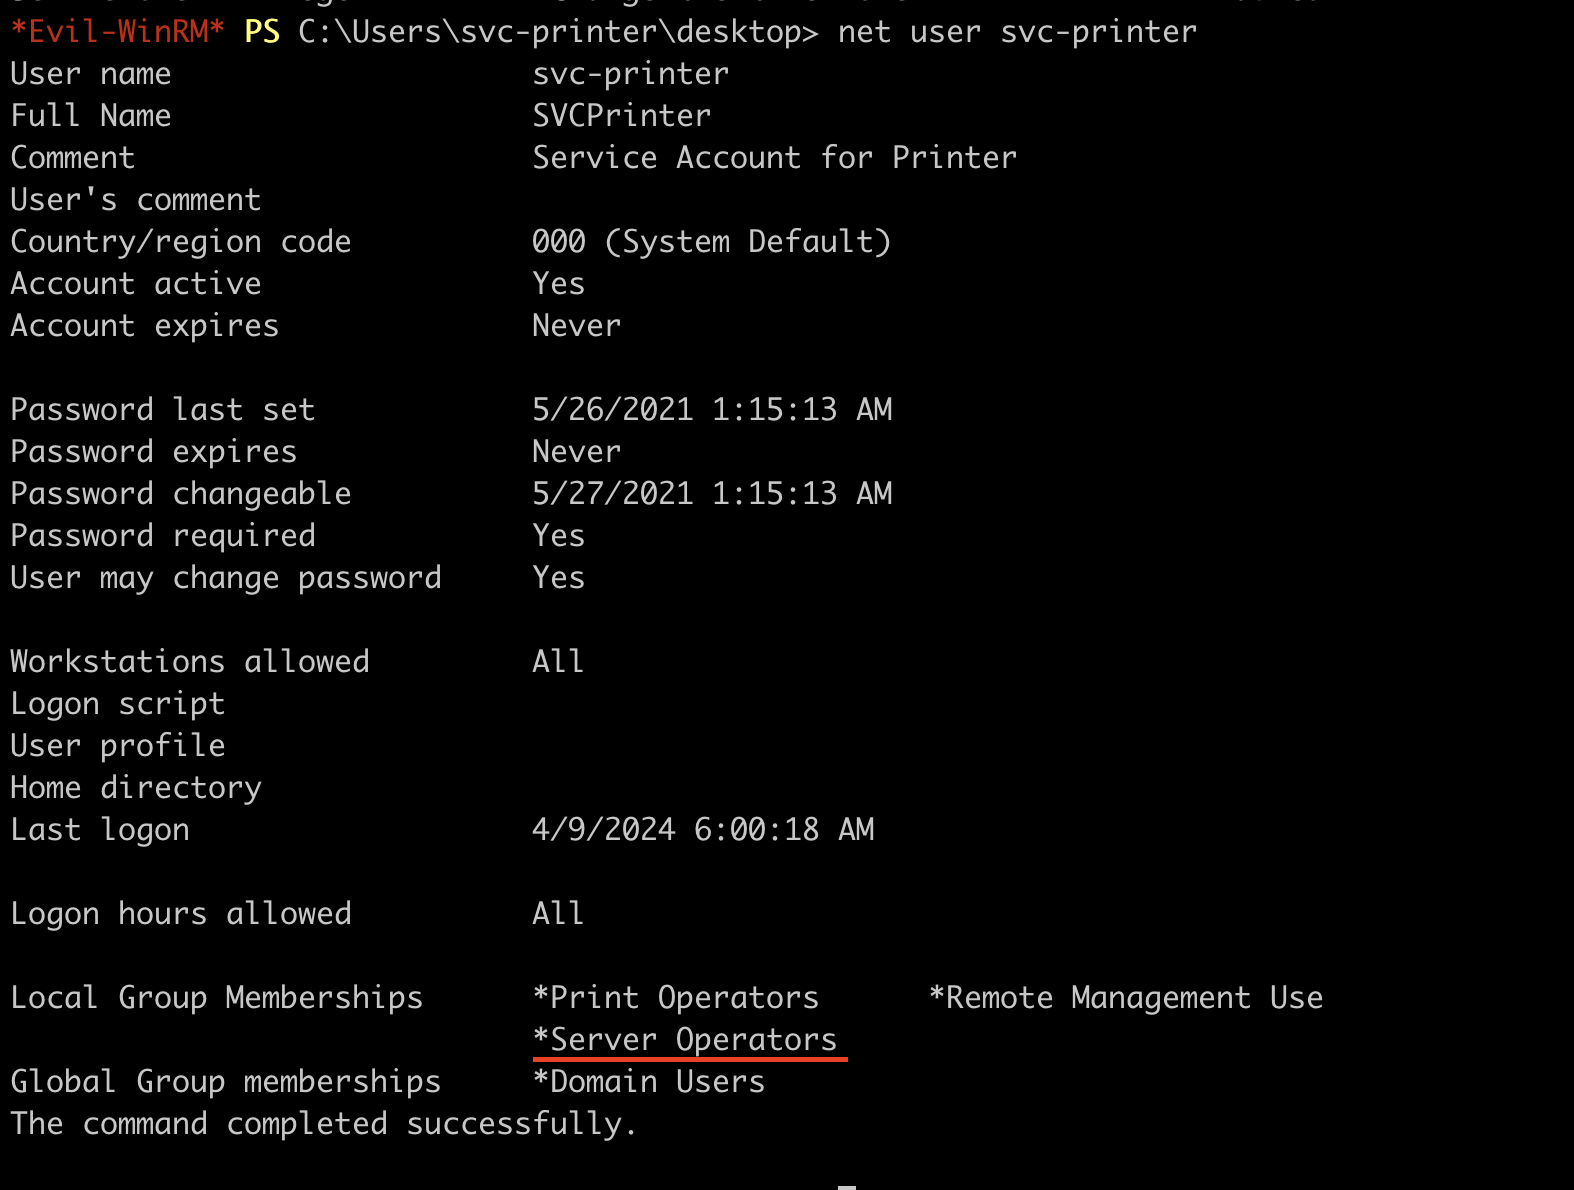 *Evil-WinRM* PS C:\Users\svc-printer\desktop> net user svc-printer
User name                    svc-printer
Full Name                    SVCPrinter
Comment                      Service Account for Printer
User's comment
Country/region code          000 (System Default)
Account active               Yes
Account expires              Never
Password last set            5/26/2021 1:15:13 AM
Password expires             Never
Password changeable          5/27/2021 1:15:13 AM
Password required            Yes
User may change password     Yes
Workstations allowed         All
Logon script
User profile
Home directory
Last logon                   4/9/2024 6:00:18 AM
Logon hours allowed          All
Local Group Memberships      *Print Operators      *Remote Management Use
*Server Operators
Global Group memberships     *Domain Users
The command completed successfully.